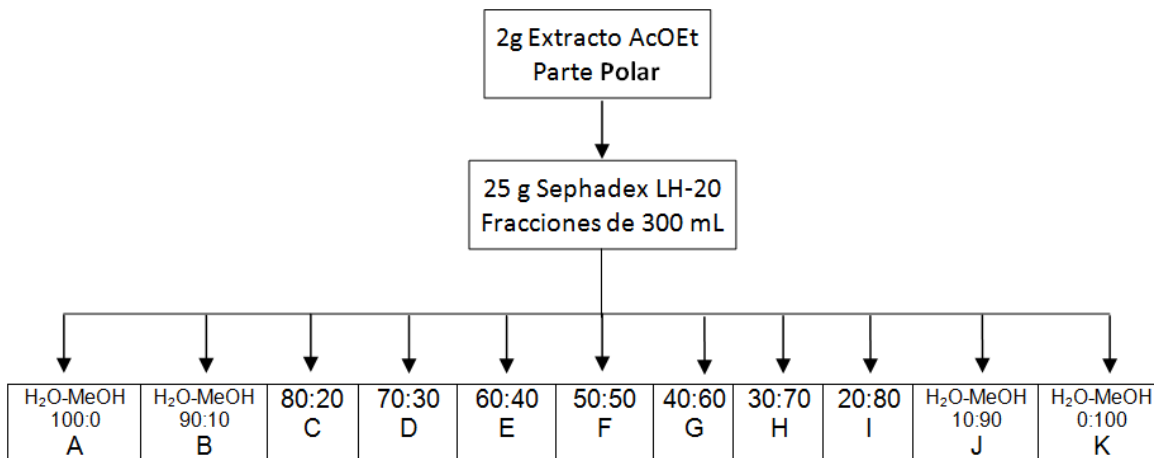 2g Extracto AcOEt
Parte Polar
25 g Sephadex LH-20
Fracciones de 300 mL
H₂O-MeOH
100:0
A
H₂O-MeOH
90:10
B
80:20
C
70:30
D
60:40
E
50:50
F
40:60
G
30:70
H
20:80
I
H₂O-MeOH
10:90
J
H₂O-MeOH
0:100
K